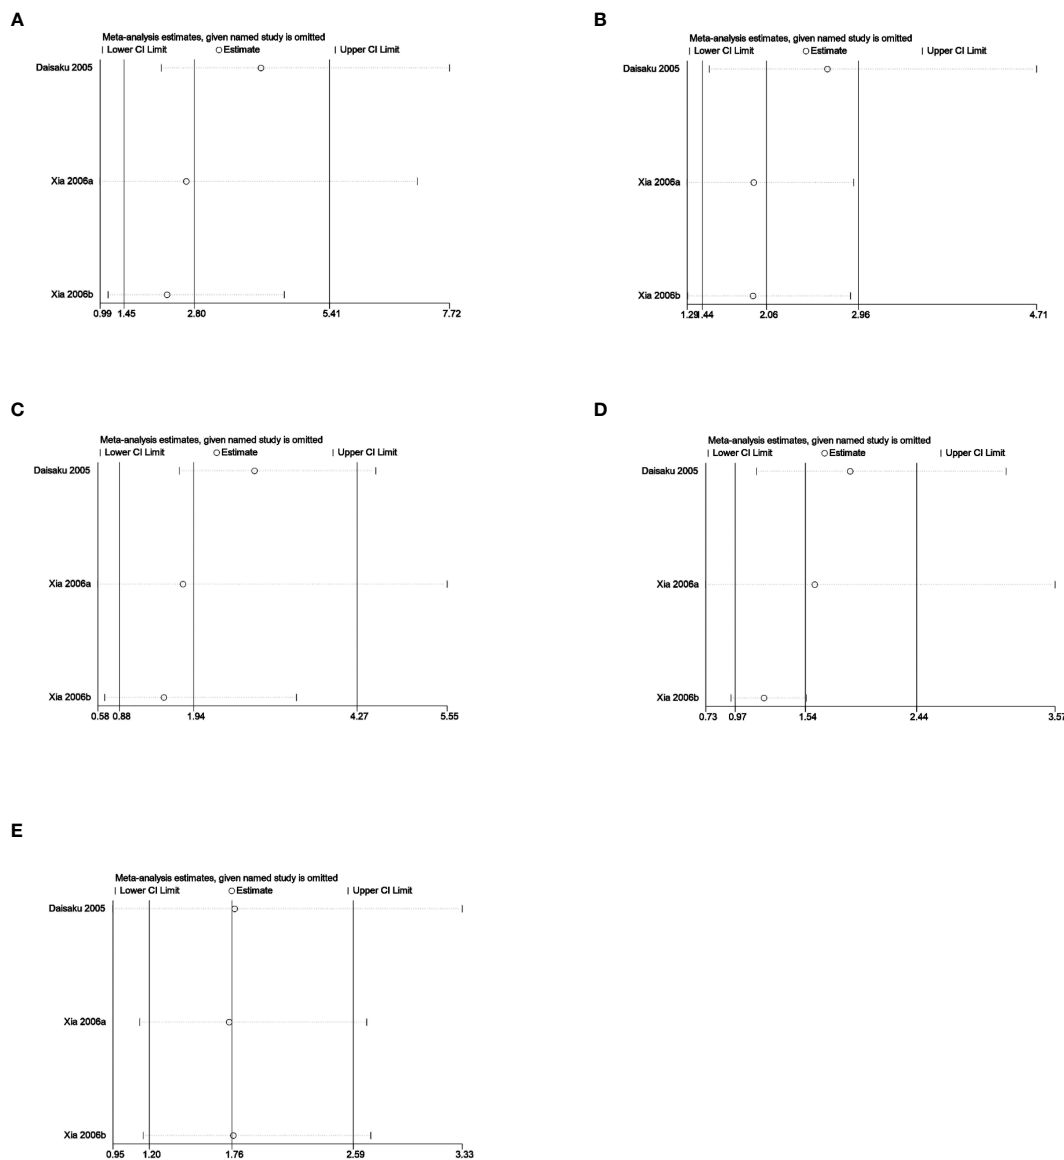 A
Meta-analysis estimates, given named study is omitted
Lower CI Limit Estimate Upper CI Limit
Daisaku 2005
Xia 2006a
Xia 2006b
0.99 1.45 2.80 5.41 7.72
B
Meta-analysis estimates, given named study is omitted
Lower CI Limit Estimate Upper CI Limit
Daisaku 2005
Xia 2006a
Xia 2006b
1.29 1.44 2.06 2.96 4.71
C
Meta-analysis estimates, given named study is omitted
Lower CI Limit Estimate Upper CI Limit
Daisaku 2005
Xia 2006a
Xia 2006b
0.58 0.88 1.94 4.27 5.55
D
Meta-analysis estimates, given named study is omitted
Lower CI Limit Estimate Upper CI Limit
Daisaku 2005
Xia 2006a
Xia 2006b
0.73 0.97 1.54 2.44 3.57
E
Meta-analysis estimates, given named study is omitted
Lower CI Limit Estimate Upper CI Limit
Daisaku 2005
Xia 2006a
Xia 2006b
0.95 1.20 1.76 2.59 3.33